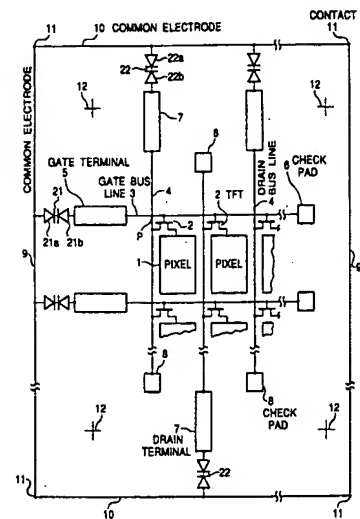 11 10 COMMON ELECTRODE CONTACT 11
22a
12 22 22b 12
7
COMMON ELECTRODE
GATE TERMINAL
5
8
DRAIN BUS LINE
CHECK PAD
6
21
GATE BUS LINE 3
4
2 TFT
4
21a 21b
P
2
9
1
PIXEL
PIXEL
9
8
8
12
7
CHECK PAD
12
DRAIN TERMINAL
22
11
10
11